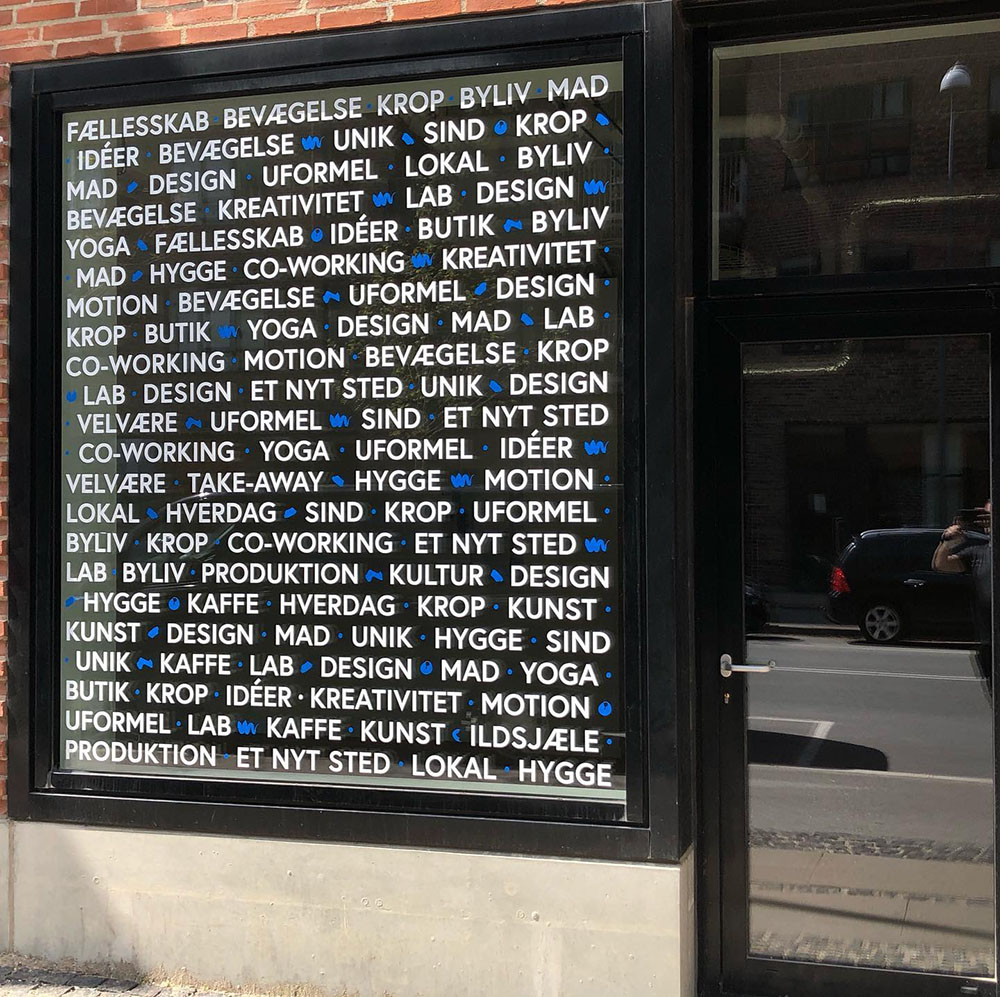 FÆLLESSKAB · BEVÆGELSE · KROP · BYLIV · MAD
· IDÉER · BEVÆGELSE UNIK SIND KROP
MAD DESIGN · UFORMEL · LOKAL · BYLIV ·
BEVÆGELSE · KREATIVITET LAB · DESIGN
YOGA FÆLLESSKAB IDÉER · BUTIK BYLIV
· MAD HYGGE · CO-WORKING KREATIVITET ·
MOTION · BEVÆGELSE UFORMEL DESIGN ·
KROP · BUTIK YOGA · DESIGN · MAD LAB ·
CO-WORKING · MOTION · BEVÆGELSE · KROP
LAB · DESIGN · ET NYT STED · UNIK DESIGN
· VELVÆRE UFORMEL SIND · ET NYT STED
· CO-WORKING · YOGA · UFORMEL · IDÉER
VELVÆRE · TAKE-AWAY HYGGE MOTION ·
LOKAL HVERDAG SIND · KROP · UFORMEL ·
BYLIV · KROP · CO-WORKING · ET NYT STED
LAB · BYLIV · PRODUKTION KULTUR DESIGN
HYGGE KAFFE · HVERDAG · KROP · KUNST ·
KUNST DESIGN · MAD · UNIK · HYGGE · SIND
· UNIK KAFFE · LAB DESIGN MAD · YOGA ·
BUTIK · KROP · IDÉER · KREATIVITET · MOTION
UFORMEL · LAB KAFFE · KUNST ILDSJÆLE ·
PRODUKTION · ET NYT STED · LOKAL · HYGGE